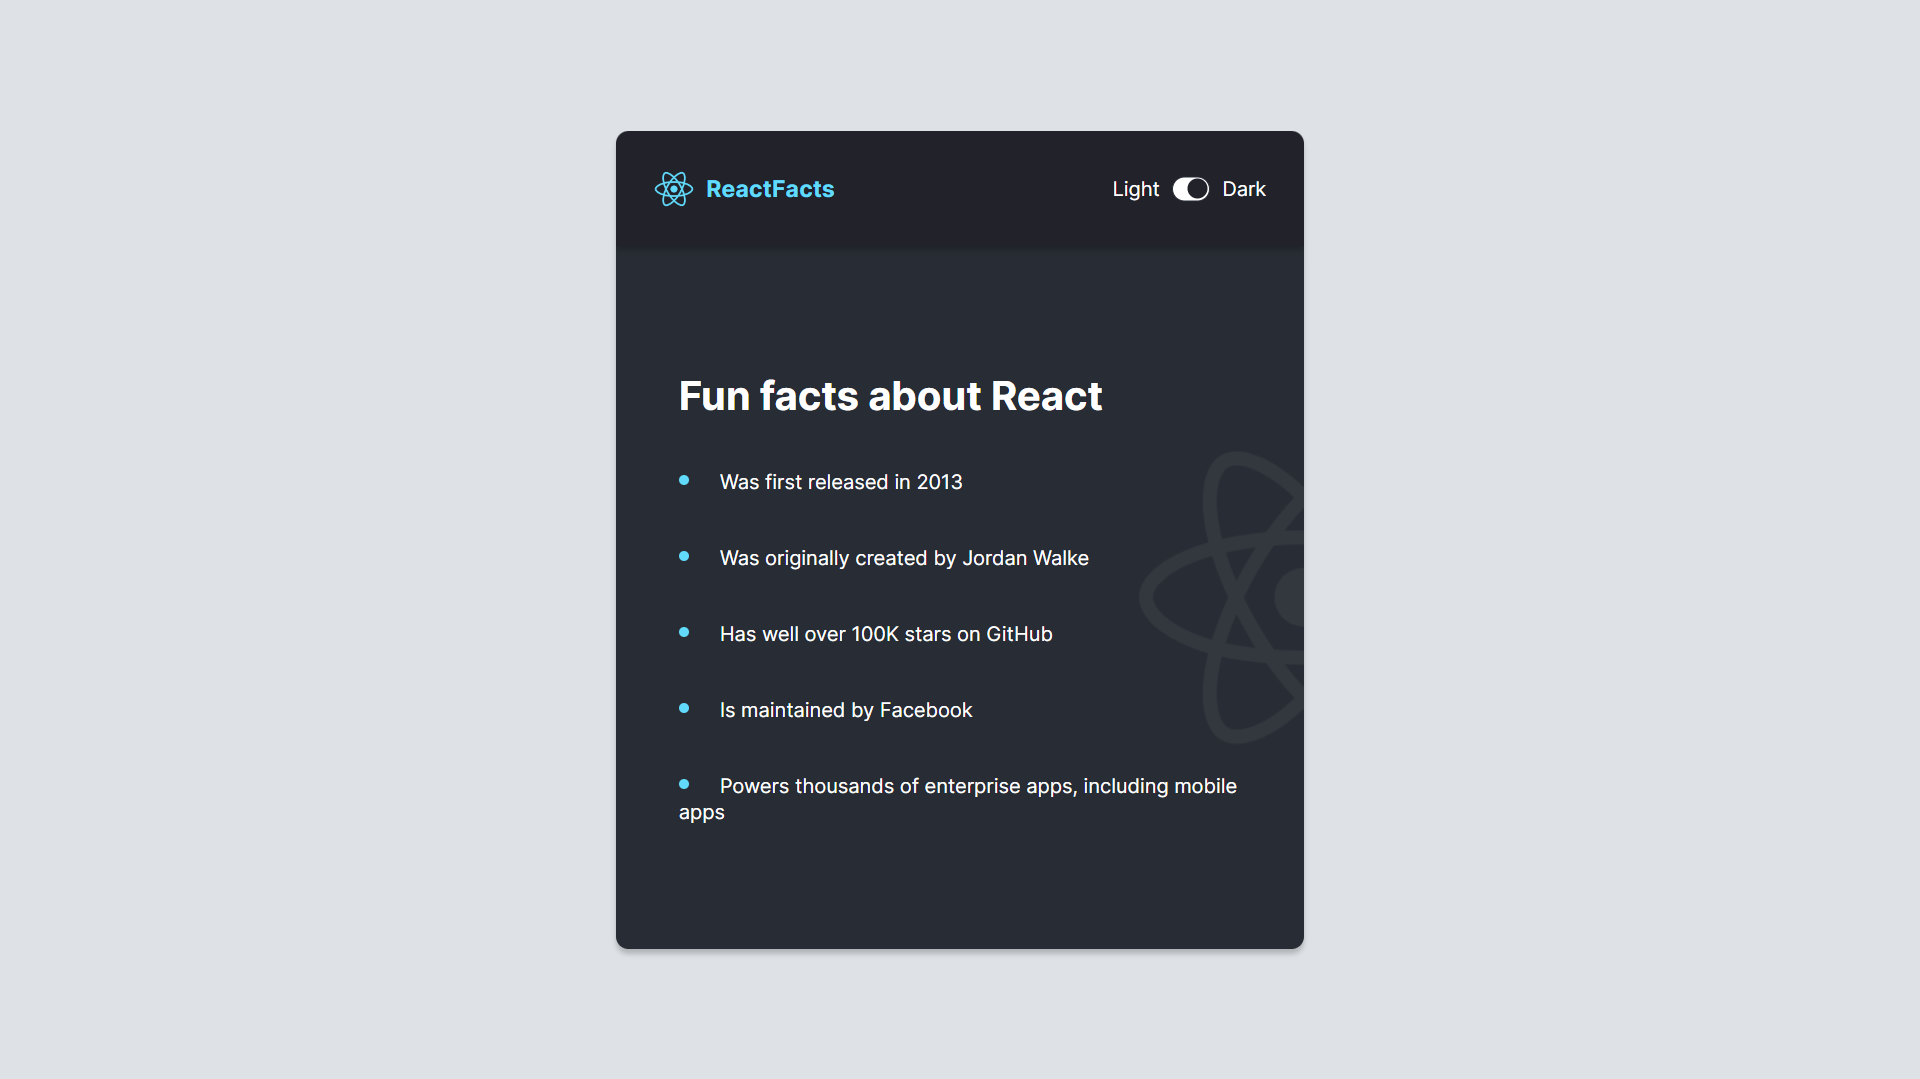 ReactFacts
Light Dark
Fun facts about React
Was first released in 2013
Was originally created by Jordan Walke
Has well over 100K stars on GitHub
Is maintained by Facebook
Powers thousands of enterprise apps, including mobile
apps